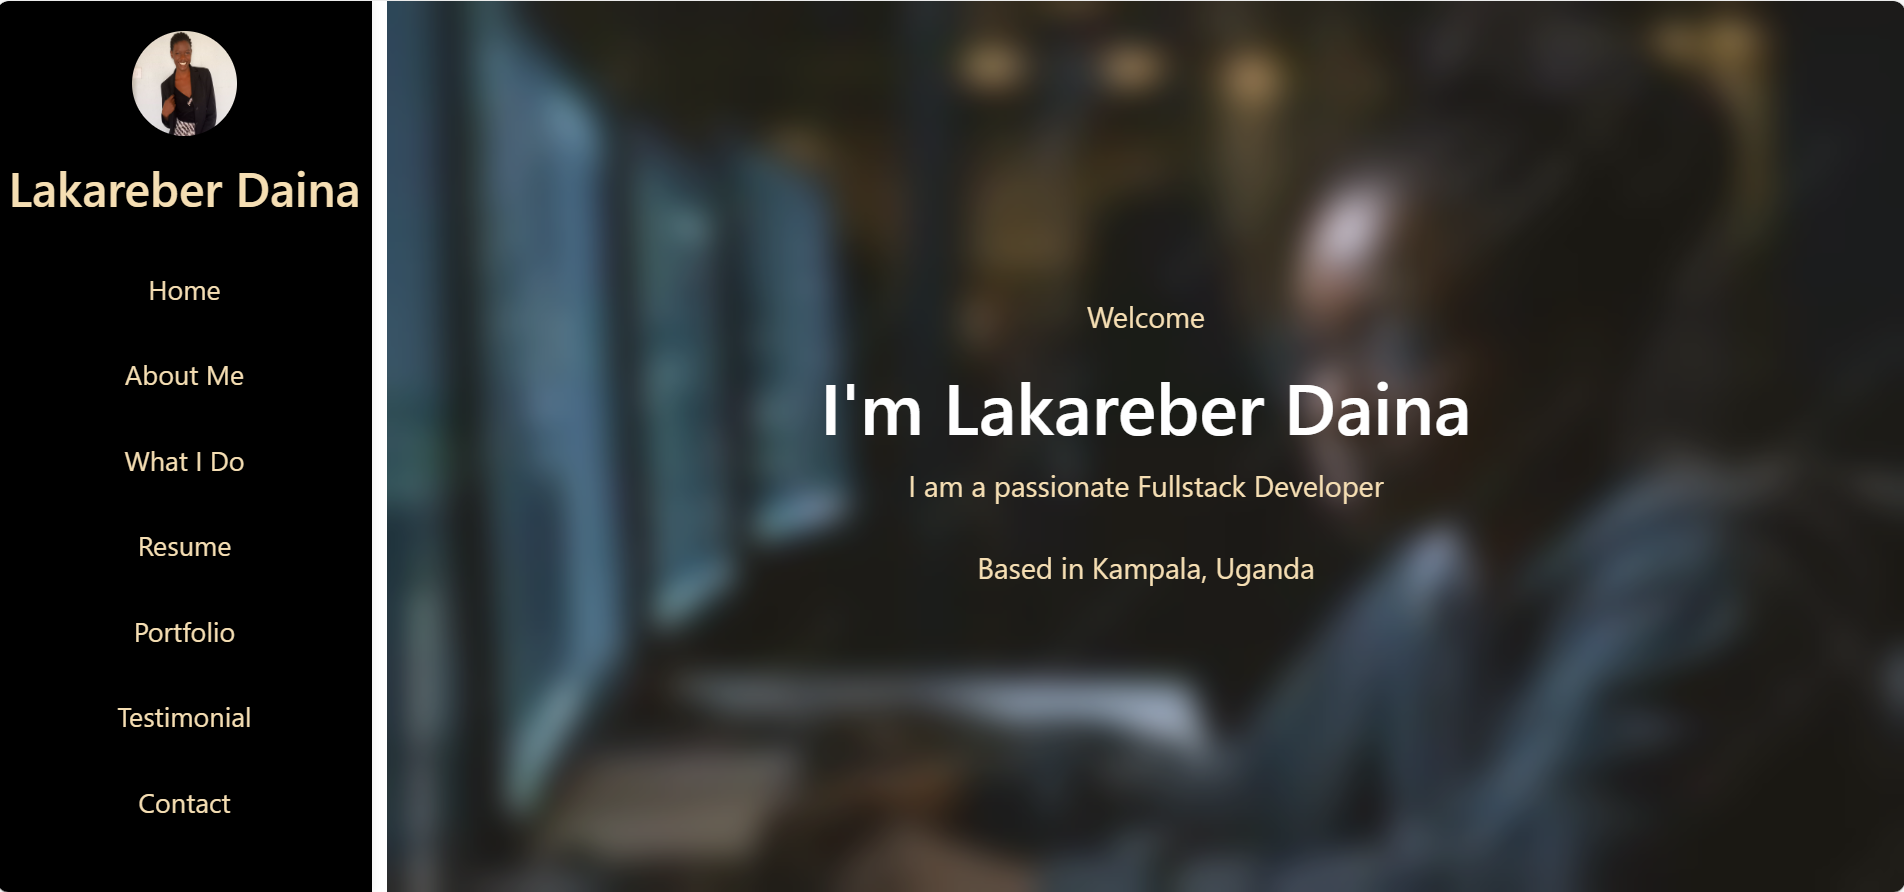 Lakareber Daina
Home
About Me
What I Do
Resume
Portfolio
Testimonial
Contact
Welcome
I'm Lakareber Daina
I am a passionate Fullstack Developer
Based in Kampala, Uganda